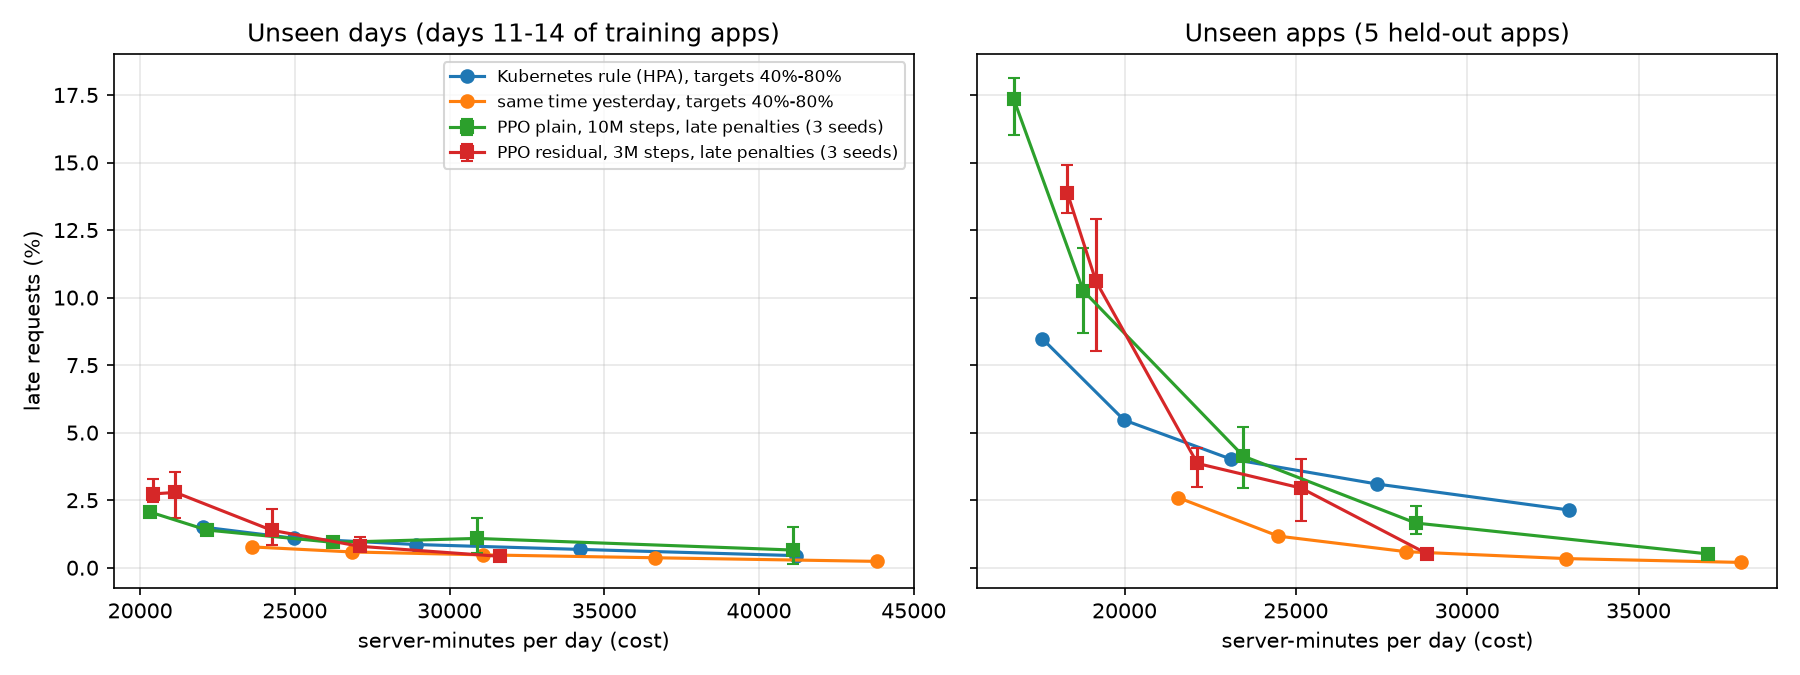 Unseen days (days 11-14 of training apps)
Kubernetes rule (HPA), targets 40%-80%
same time yesterday, targets 40%-80%
PPO plain, 10M steps, late penalties (3 seeds)
PPO residual, 3M steps, late penalties (3 seeds)
late requests (%)
17.5
15.0
12.5
10.0
7.5
5.0
2.5
0.0
20000 25000 30000 35000 40000 45000
server-minutes per day (cost)
Unseen apps (5 held-out apps)
20000 25000 30000 35000
server-minutes per day (cost)